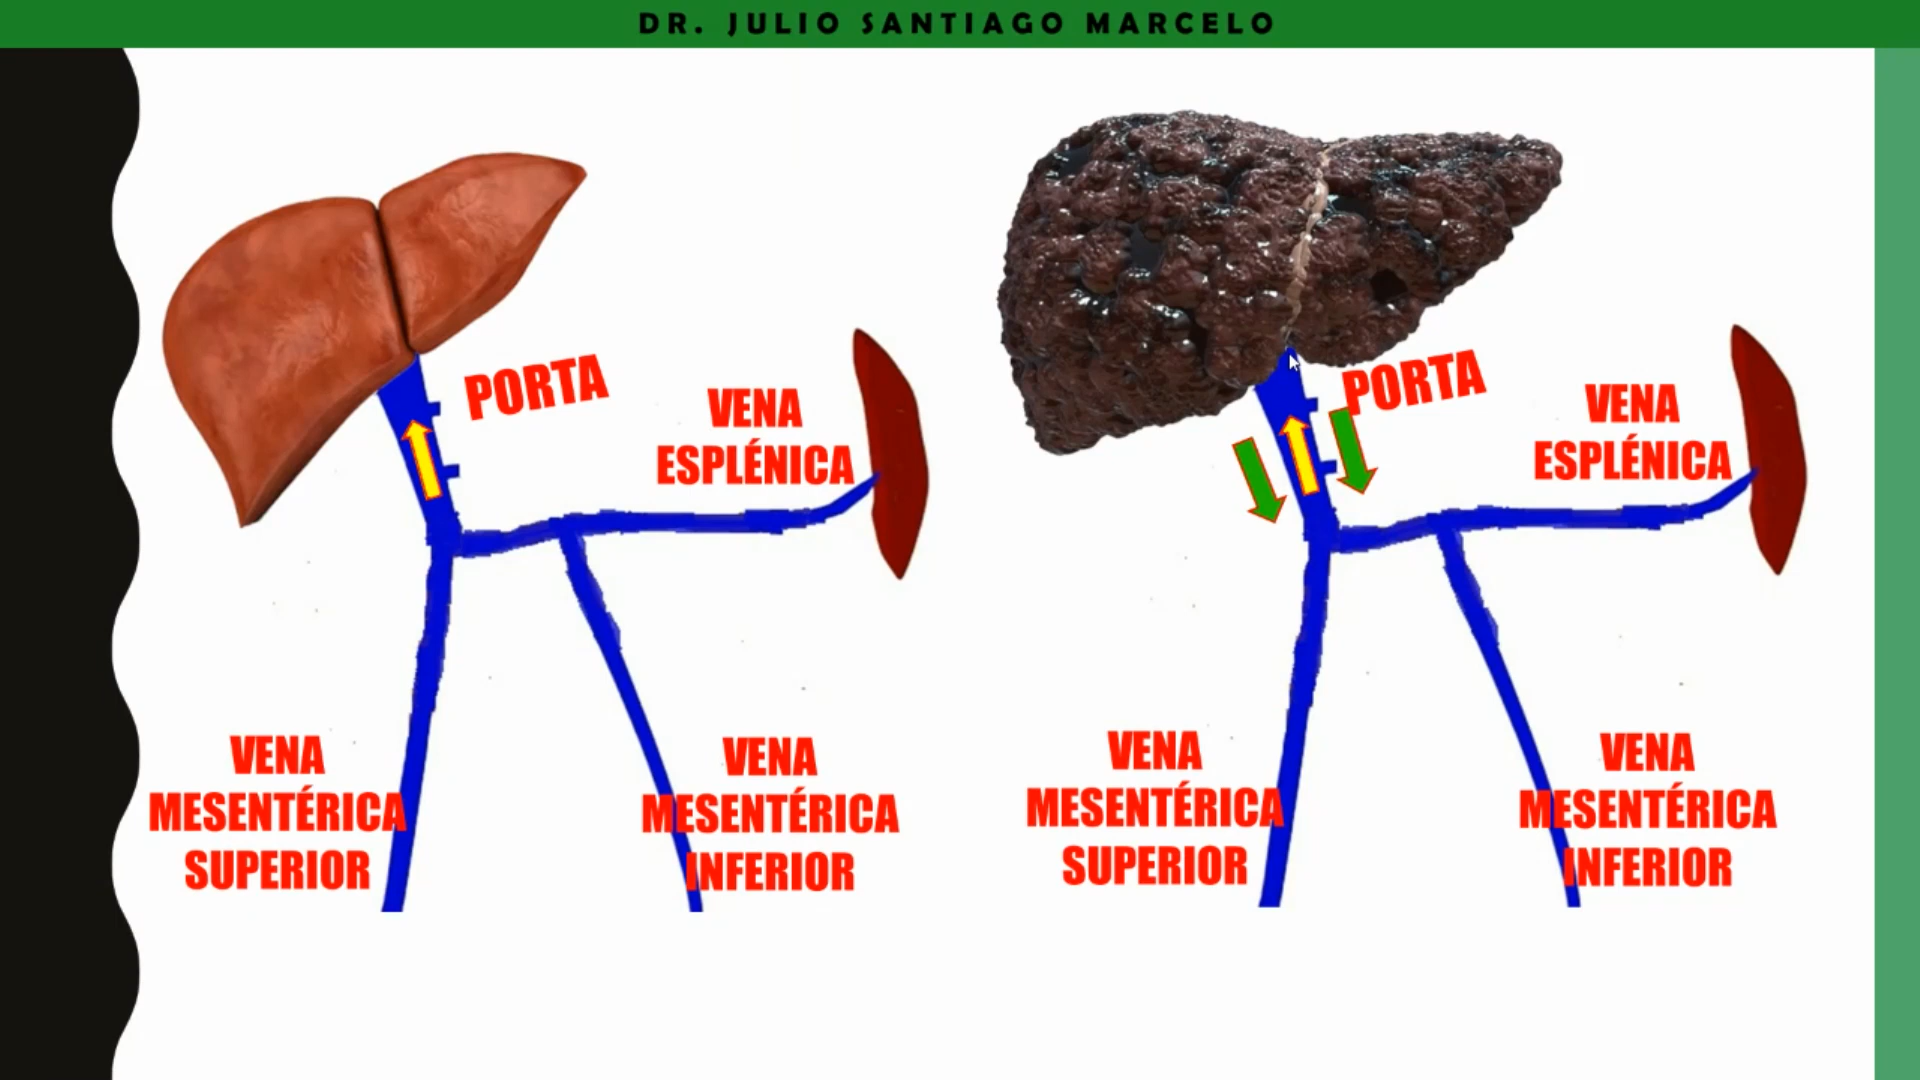 DR. JULIO SANTIAGO MARCELO
PORTA
VENA
ESPLÉNICA
VENA
MESENTÉRICA
SUPERIOR
VENA
MESENTÉRICA
INFERIOR
PORTA
VENA
ESPLÉNICA
VENA
MESENTÉRICA
SUPERIOR
VENA
MESENTÉRICA
INFERIOR